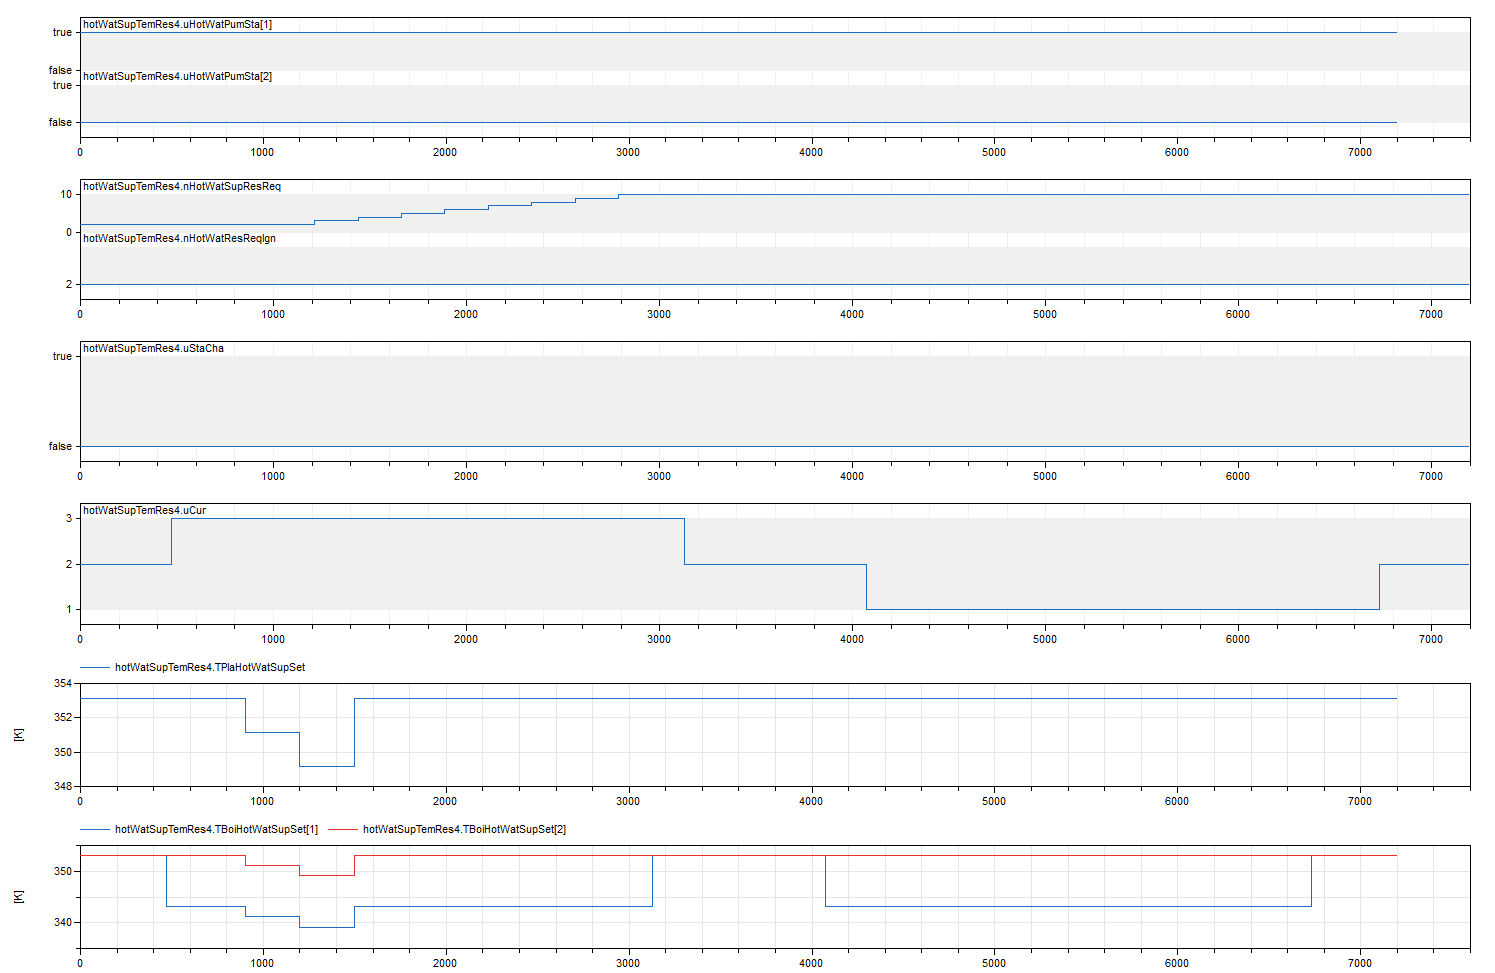 hotWatSupTemRes4.uHotWatPumSta[1]
true
false
hotWatSupTemRes4.uHotWatPumSta[2]
true
false
0 1000 2000 3000 4000 5000 6000 7000
hotWatSupTemRes4.nHotWatSupResReq
10
0
hotWatSupTemRes4.nHotWatResReqIgn
2
0 1000 2000 3000 4000 5000 6000 7000
hotWatSupTemRes4.uStaCha
true
false
0 1000 2000 3000 4000 5000 6000 7000
hotWatSupTemRes4.uCur
3
2
1
0 1000 2000 3000 4000 5000 6000 7000
hotWatSupTemRes4.TPlaHotWatSupSet
354
352
[K]
350
348
0 1000 2000 3000 4000 5000 6000 7000
hotWatSupTemRes4.TBoiHotWatSupSet[1] hotWatSupTemRes4.TBoiHotWatSupSet[2]
350
[K]
340
0 1000 2000 3000 4000 5000 6000 7000